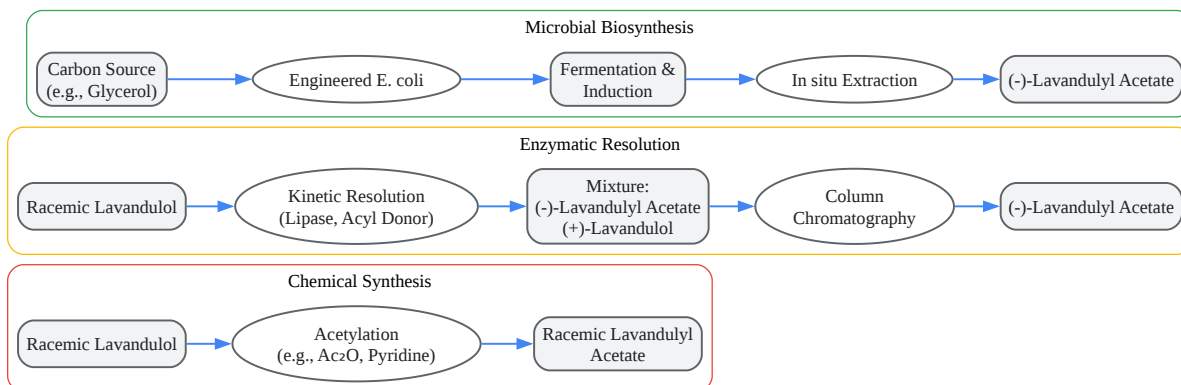 Microbial Biosynthesis
Carbon Source
(e.g., Glycerol)
Engineered E. coli
Fermentation &
Induction
In situ Extraction
(-)-Lavandulyl Acetate
Enzymatic Resolution
Racemic Lavandulol
Kinetic Resolution
(Lipase, Acyl Donor)
Mixture:
(-)-Lavandulyl Acetate
(+)-Lavandulol
Column
Chromatography
(-)-Lavandulyl Acetate
Chemical Synthesis
Racemic Lavandulol
Acetylation
(e.g., Ac₂O, Pyridine)
Racemic Lavandulyl
Acetate